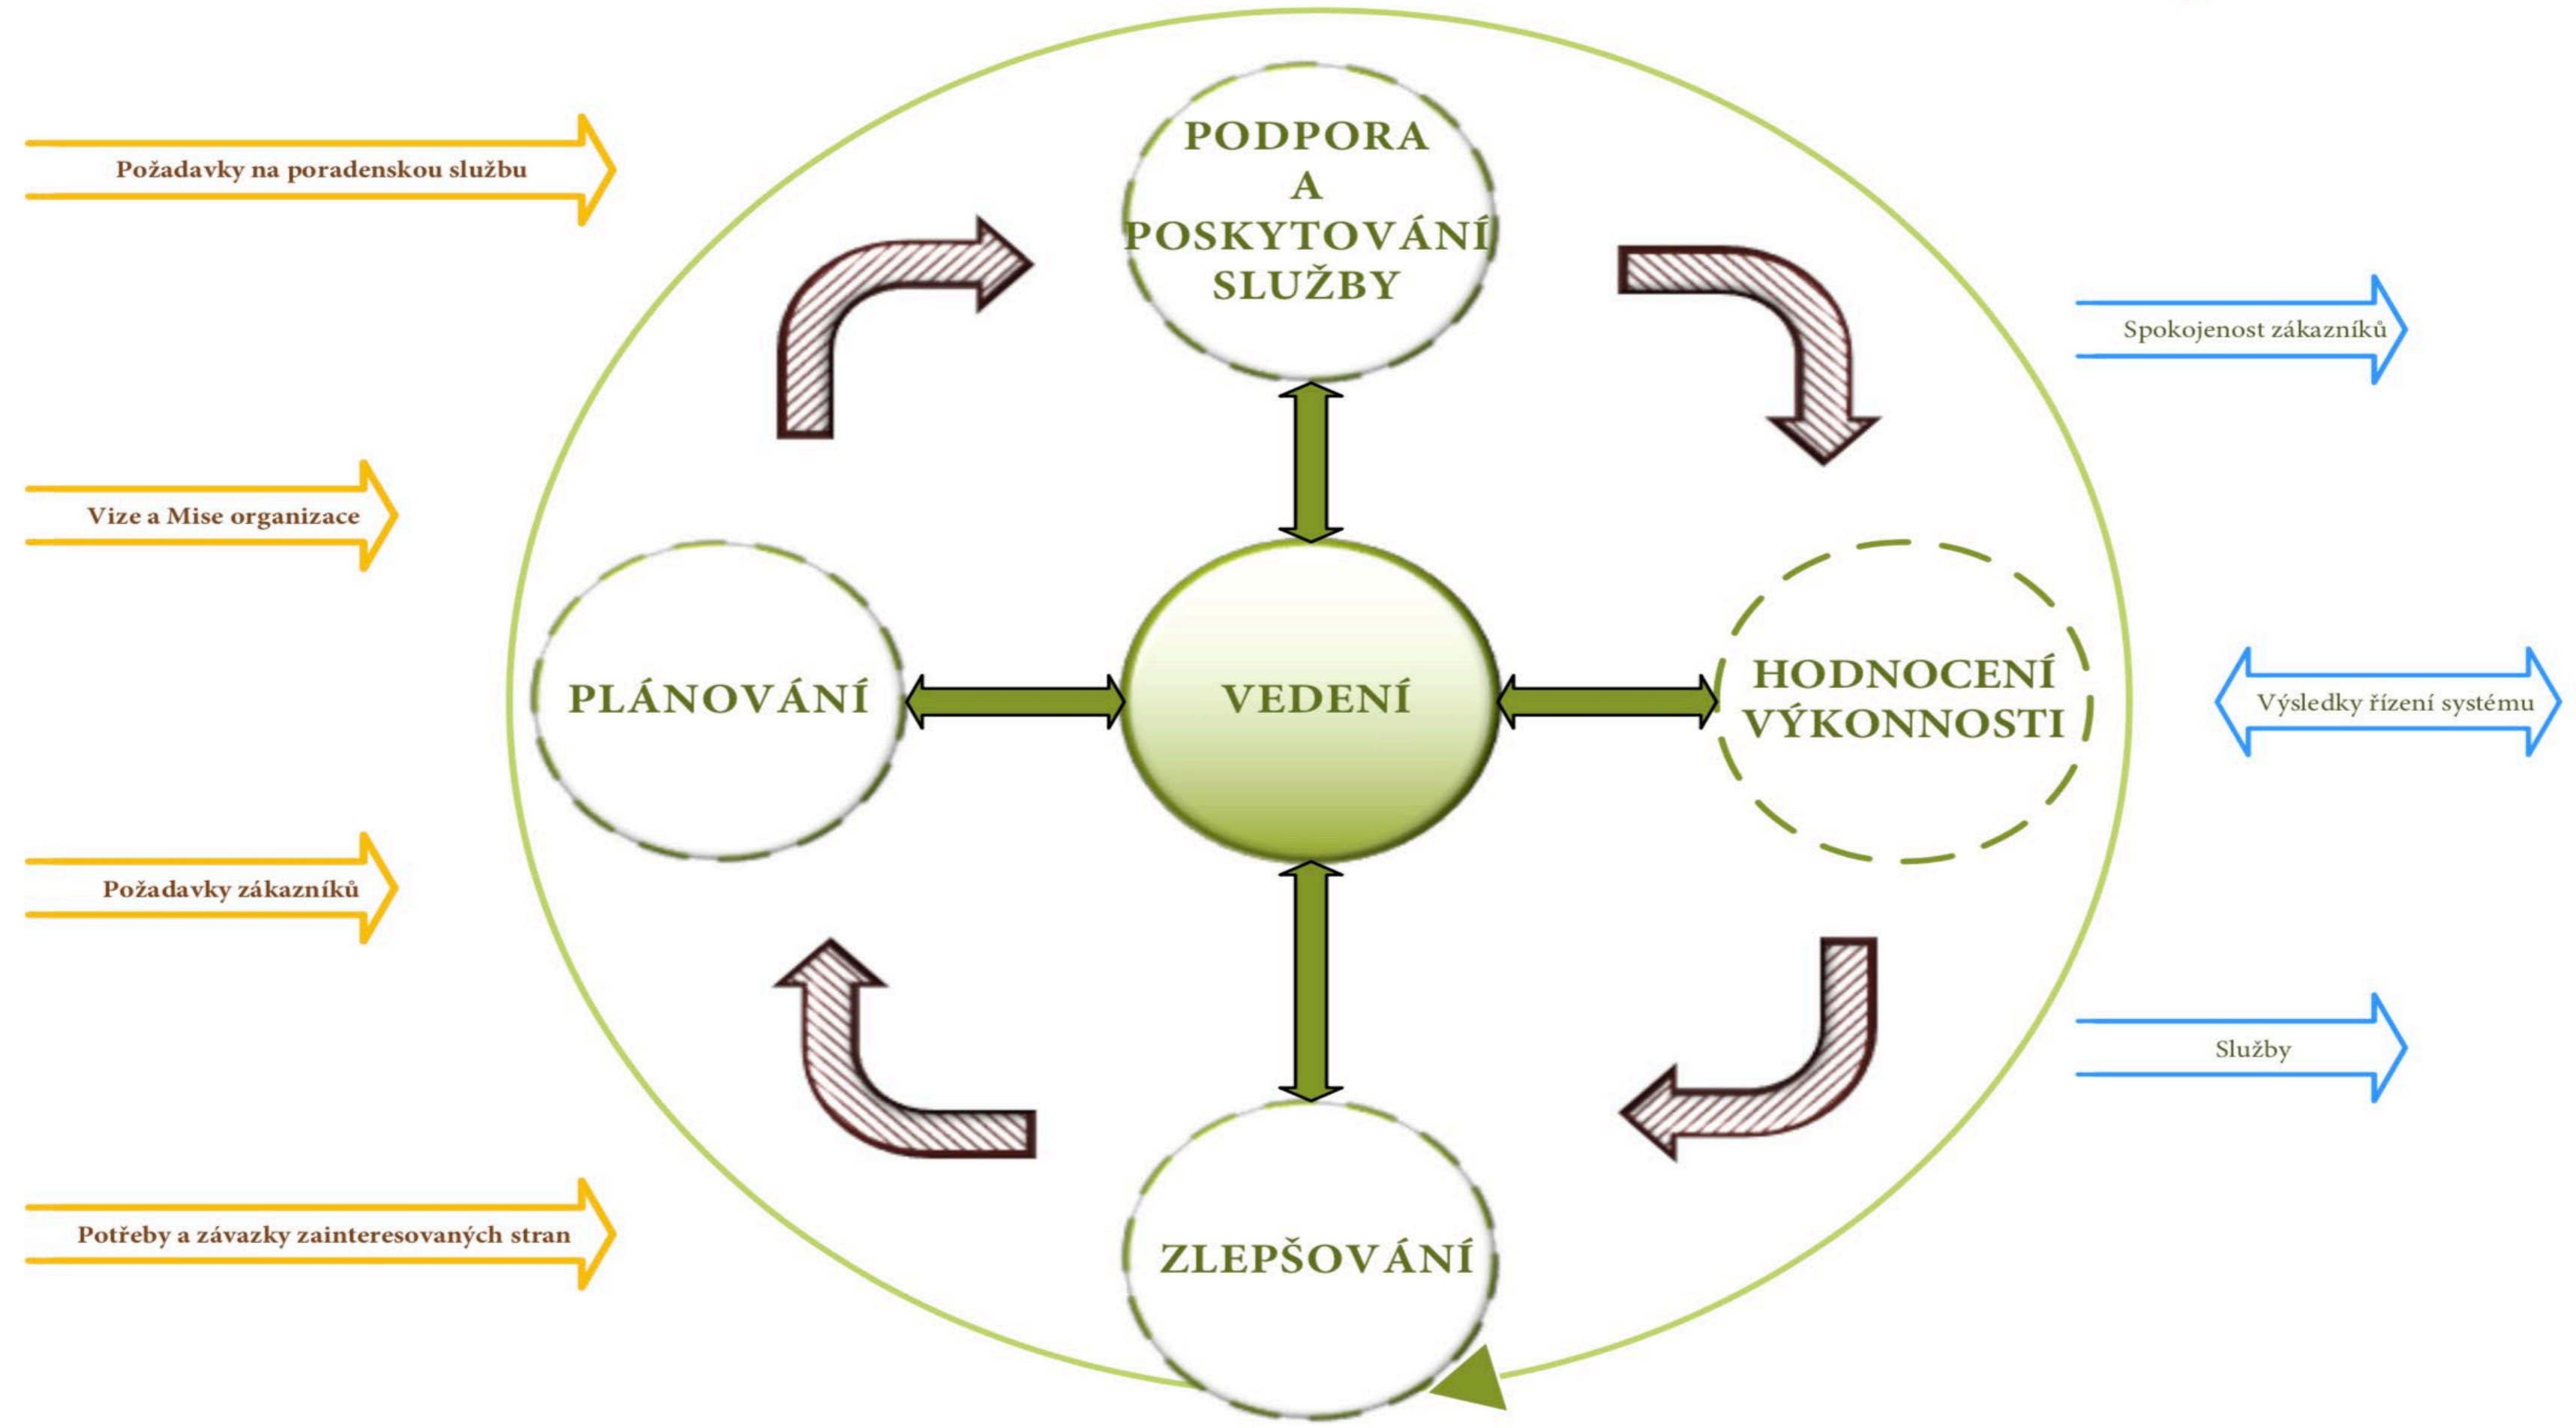 PODPORA
A
POSKYTOVÁNÍ
SLUŽBY
Požadavky na poradenskou službu
Spokojenost zákazníků
Vize a Mise organizace
PLÁNOVÁNÍ
VEDENÍ
HODNOCENÍ
VÝKONNOSTI
Výsledky řízení systému
Požadavky zákazníků
Služby
Potřeby a závazky zainteresovaných stran
ZLEPŠOVÁNÍ